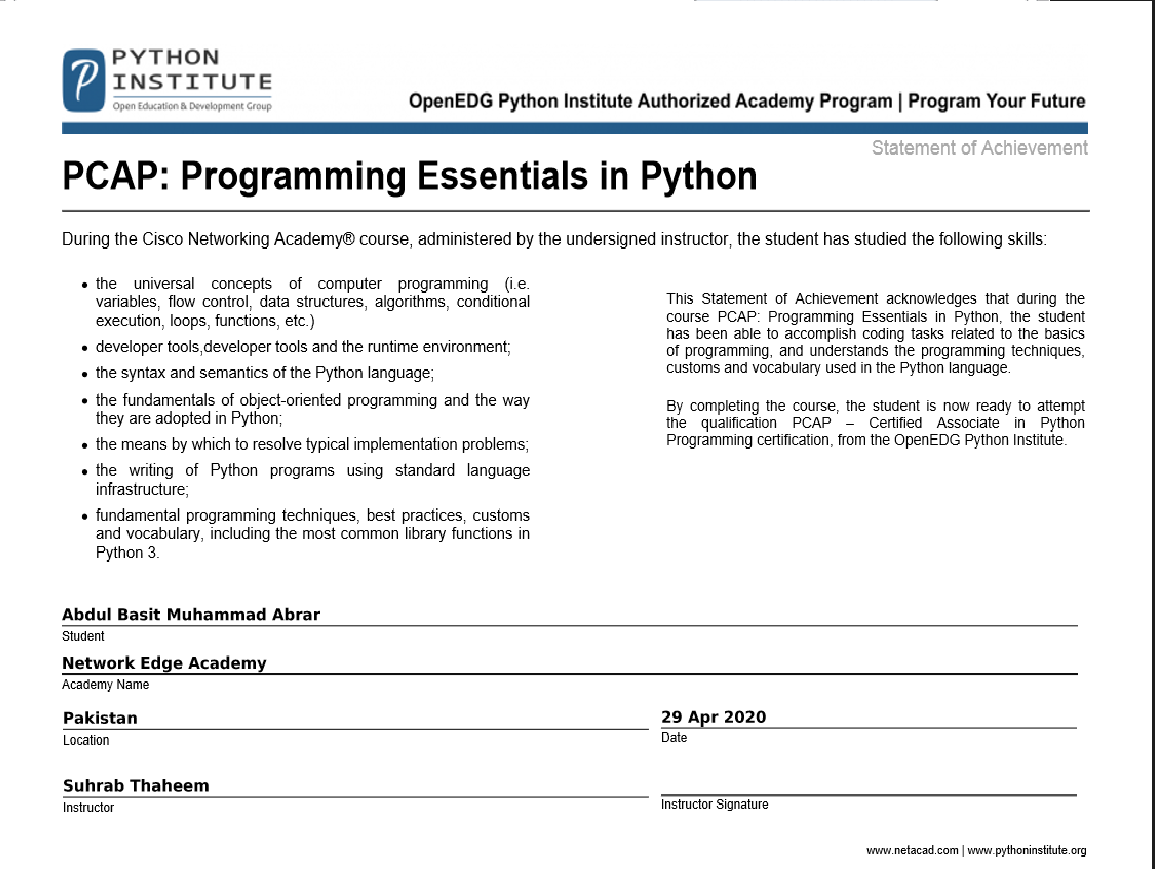 PYTHON
INSTITUTE
Open Education & Development Group
OpenEDG Python Institute Authorized Academy Program | Program Your Future
Statement of Achievement
PCAP: Programming Essentials in Python
During the Cisco Networking Academy® course, administered by the undersigned instructor, the student has studied the following skills:
• the universal concepts of computer programming (i.e.
variables, flow control, data structures, algorithms, conditional
execution, loops, functions, etc.)
• developer tools,developer tools and the runtime environment;
• the syntax and semantics of the Python language;
• the fundamentals of object-oriented programming and the way
they are adopted in Python;
• the means by which to resolve typical implementation problems;
• the writing of Python programs using standard language
infrastructure;
• fundamental programming techniques, best practices, customs
and vocabulary, including the most common library functions in
Python 3.
This Statement of Achievement acknowledges that during the
course PCAP: Programming Essentials in Python, the student
has been able to accomplish coding tasks related to the basics
of programming, and understands the programming techniques,
customs and vocabulary used in the Python language.
By completing the course, the student is now ready to attempt
the qualification PCAP – Certified Associate in Python
Programming certification, from the OpenEDG Python Institute.
Abdul Basit Muhammad Abrar
Student
Network Edge Academy
Academy Name
Pakistan
Location
29 Apr 2020
Date
Suhrab Thaheem
Instructor
Instructor Signature
www.netacad.com | www.pythoninstitute.org